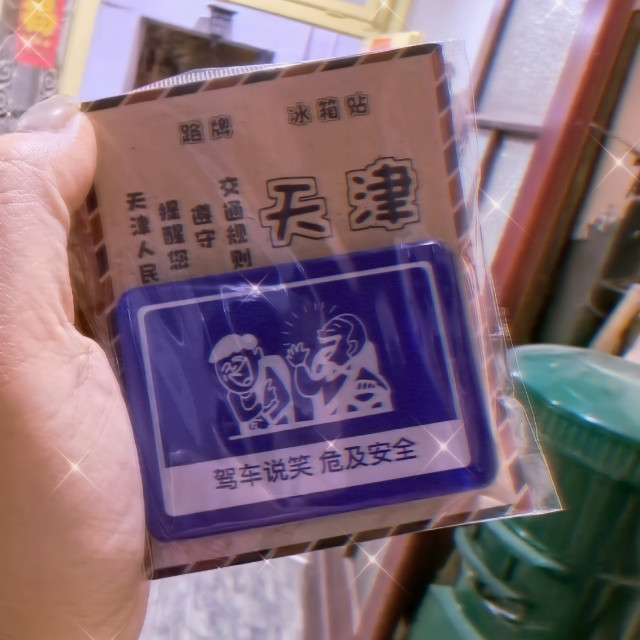 路牌 冰箱贴
天津
天津人民
提醒您
遵守
交通规则
驾车说笑 危及安全